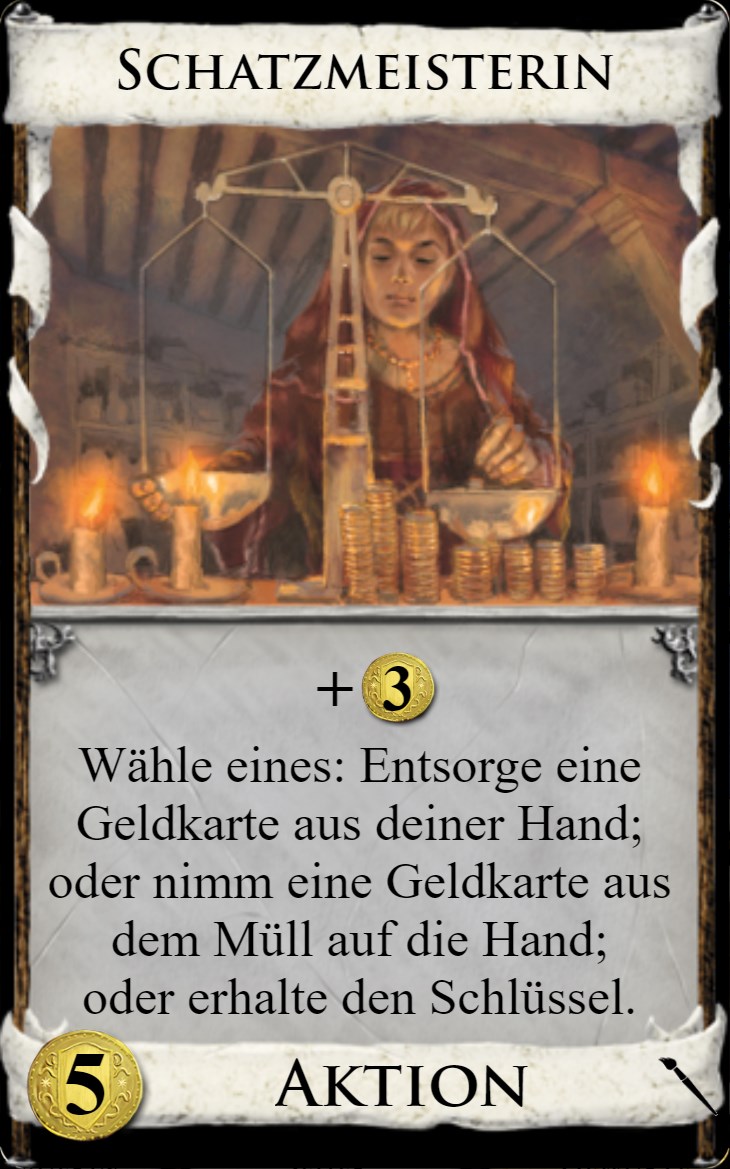 Schatzmeisterin
+3
Wähle eines: Entsorge eine
Geldkarte aus deiner Hand;
oder nimm eine Geldkarte aus
dem Müll auf die Hand;
oder erhalte den Schlüssel.
5 Aktion